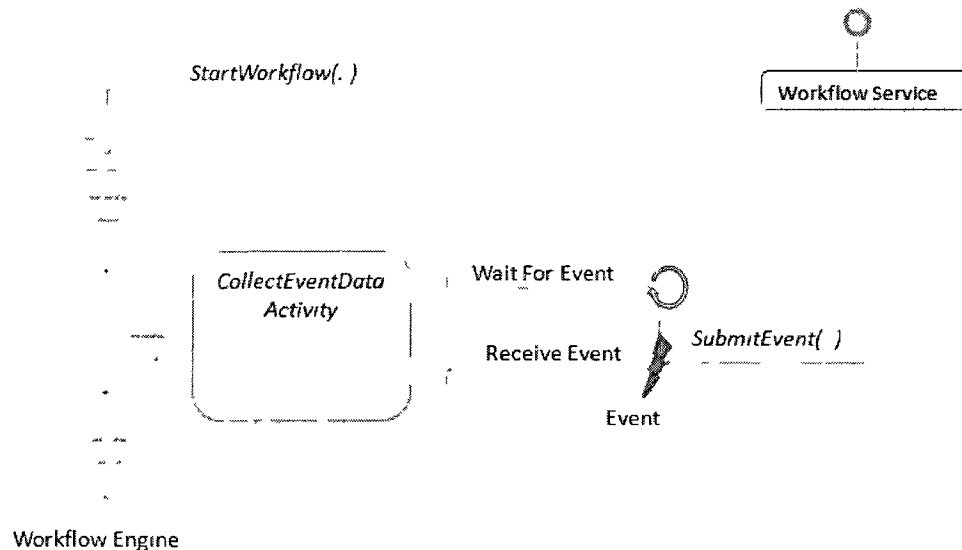 StartWorkflow(. )
Workflow Service
CollectEventData
Activity
Wait For Event
Receive Event
SubmitEvent( )
Event
Workflow Engine